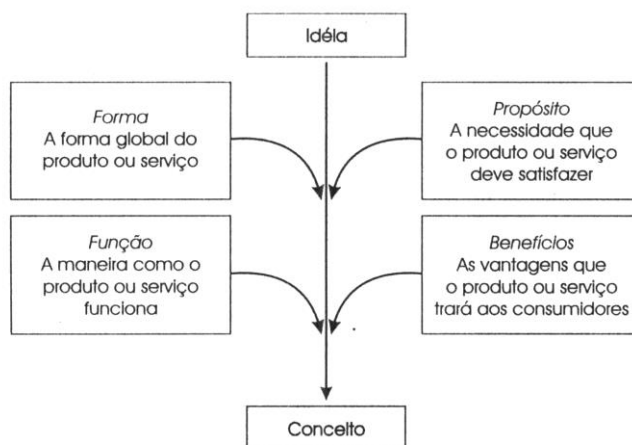 Idéia
Forma
A forma global do
produto ou serviço
Propósito
A necessidade que
o produto ou serviço
deve satisfazer
Função
A maneira como o
produto ou serviço
funciona
Benefícios
As vantagens que
o produto ou serviço
trará aos consumidores
Conceito